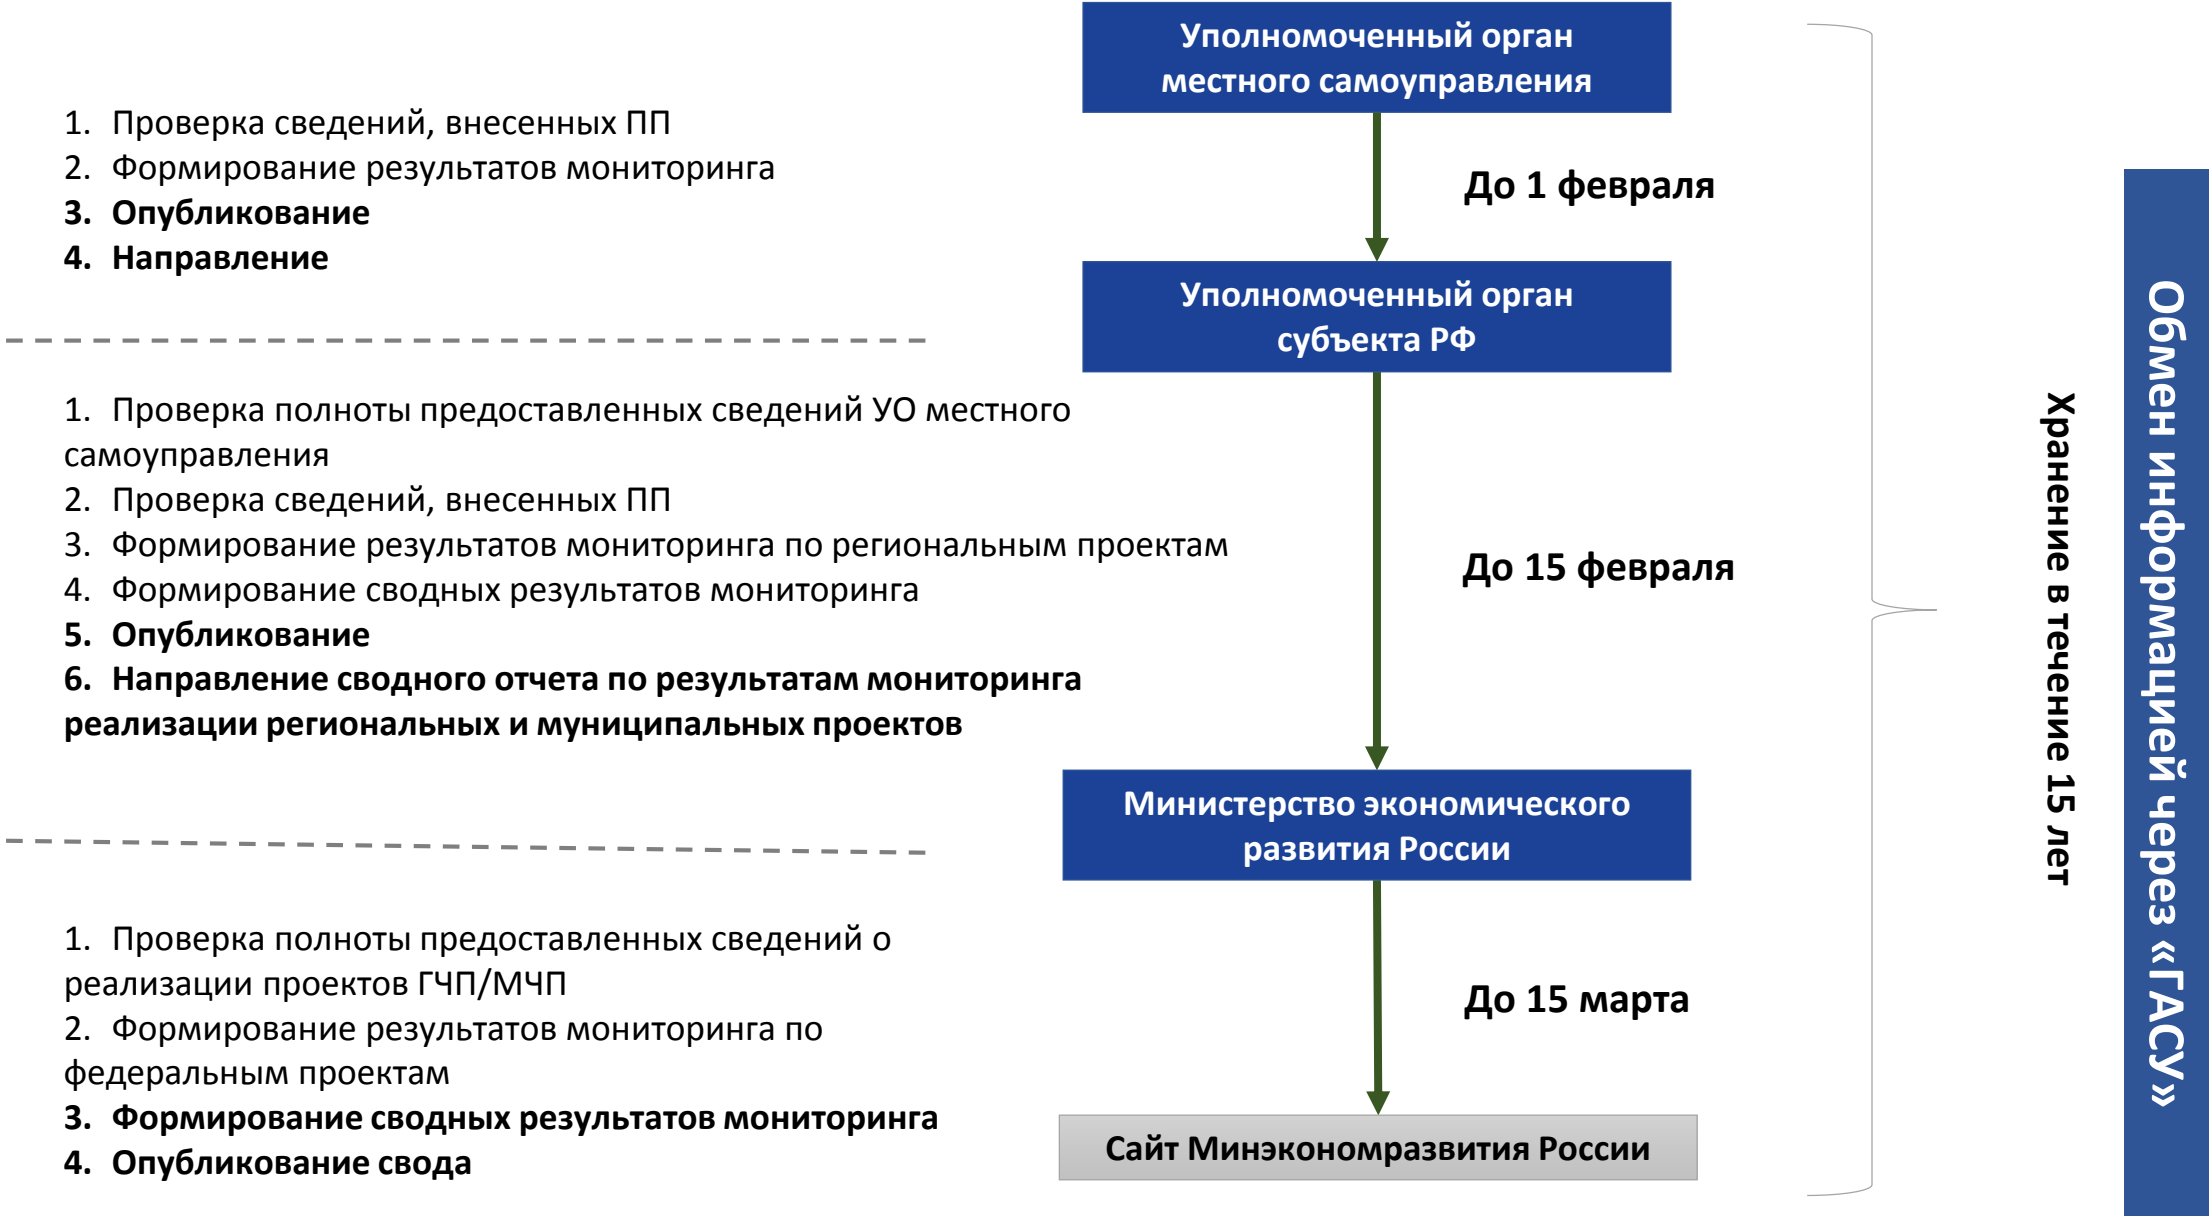 Уполномоченный орган
местного самоуправления
1. Проверка сведений, внесенных ПП
2. Формирование результатов мониторинга
3. Опубликование
4. Направление
До 1 февраля
Уполномоченный орган
субъекта РФ
1. Проверка полноты предоставленных сведений УО местного
самоуправления
2. Проверка сведений, внесенных ПП
3. Формирование результатов мониторинга по региональным проектам
4. Формирование сводных результатов мониторинга
5. Опубликование
6. Направление сводного отчета по результатам мониторинга
реализации региональных и муниципальных проектов
До 15 февраля
Министерство экономического
развития России
1. Проверка полноты предоставленных сведений о
реализации проектов ГЧП/МЧП
2. Формирование результатов мониторинга по
федеральным проектам
3. Формирование сводных результатов мониторинга
4. Опубликование свода
До 15 марта
Сайт Минэкономразвития России
Хранение в течение 15 лет
Обмен информацией через «ГАСУ»